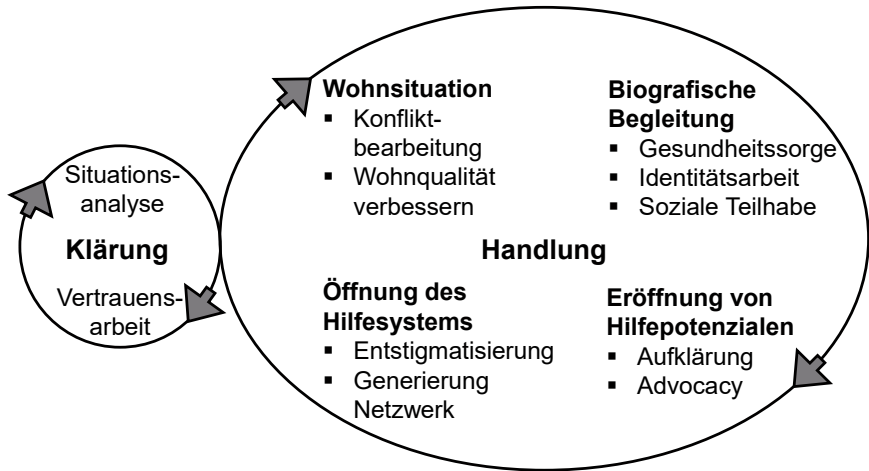 Situations-
analyse
Klärung
Vertrauens-
arbeit
Wohnsituation
▪ Konflikt-
bearbeitung
▪ Wohnqualität
verbessern
Biografische
Begleitung
▪ Gesundheitssorge
▪ Identitätsarbeit
▪ Soziale Teilhabe
Handlung
Öffnung des
Hilfesystems
▪ Entstigmatisierung
▪ Generierung
Netzwerk
Eröffnung von
Hilfepotenzialen
▪ Aufklärung
▪ Advocacy